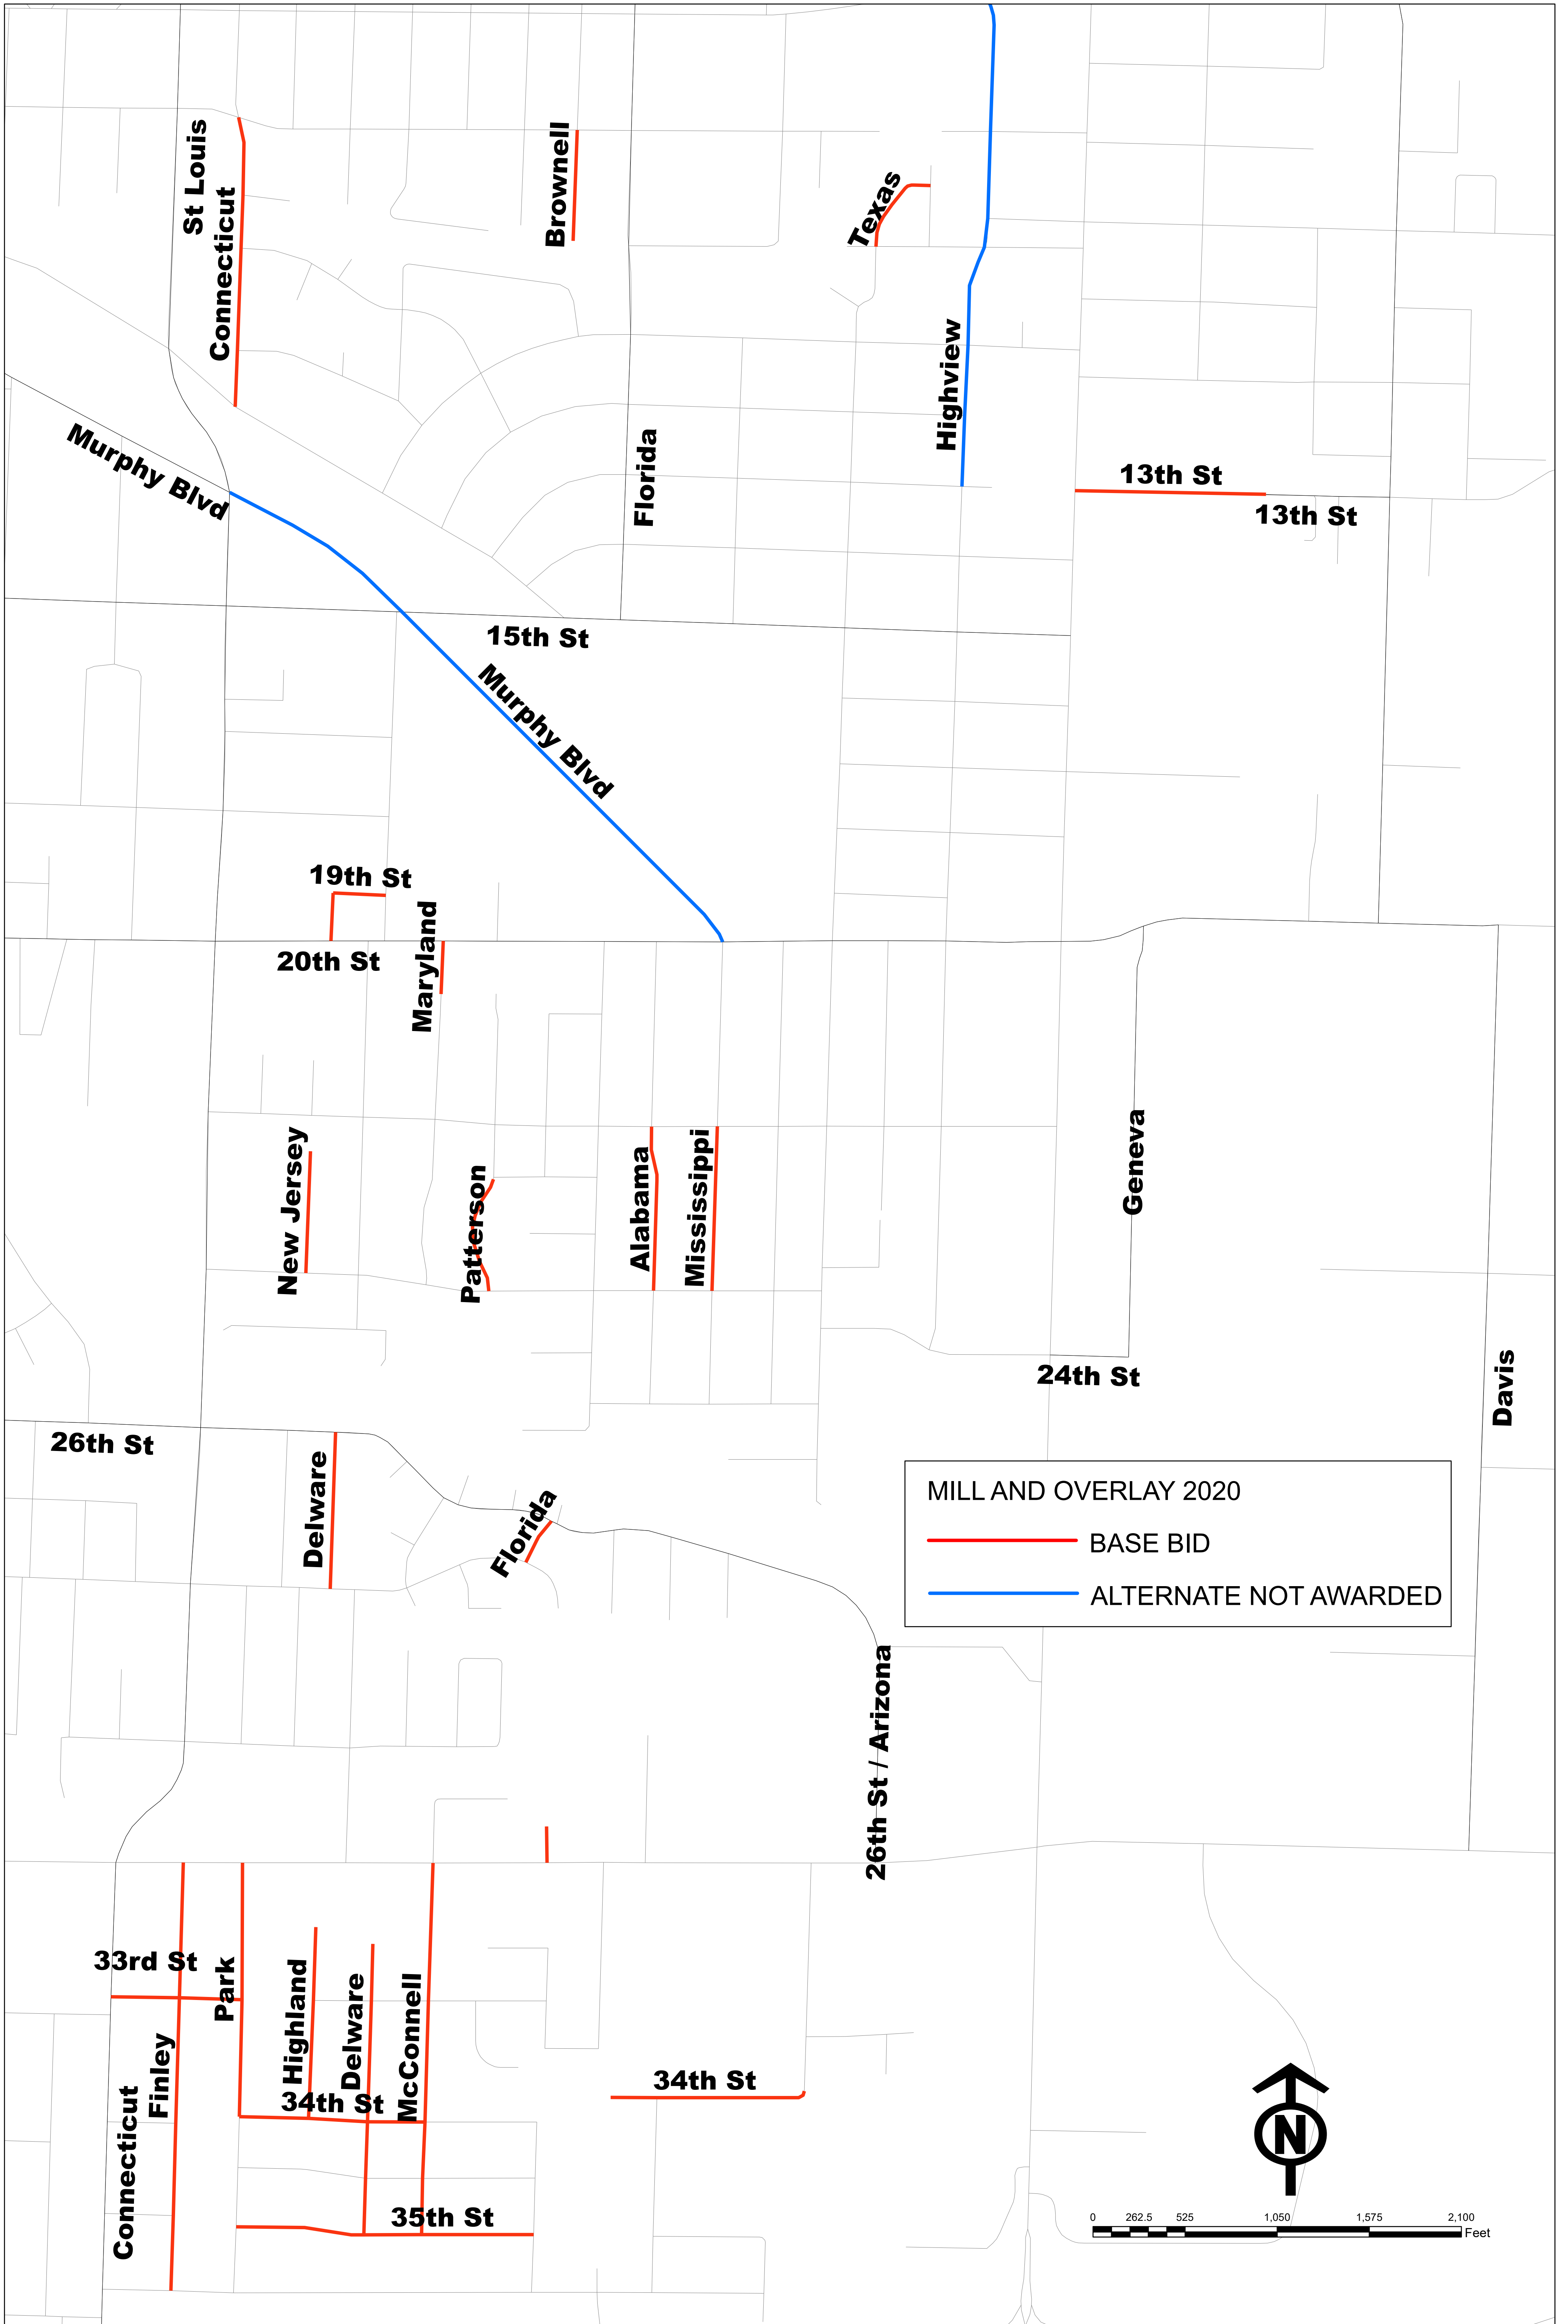 St Louis
Connecticut
Brownell
Texas
Highview
Murphy Blvd
Florida
13th St
13th St
15th St
Murphy Blvd
19th St
20th St
Maryland
New Jersey
Patterson
Alabama
Mississippi
Geneva
24th St
Davis
26th St
Delware
Florida
MILL AND OVERLAY 2020
BASE BID
ALTERNATE NOT AWARDED
26th St / Arizona
33rd St
Park
Highland
Delware
McConnell
Finley
34th St
34th St
Connecticut
35th St
N
0 262.5 525 1,050 1,575 2,100
Feet